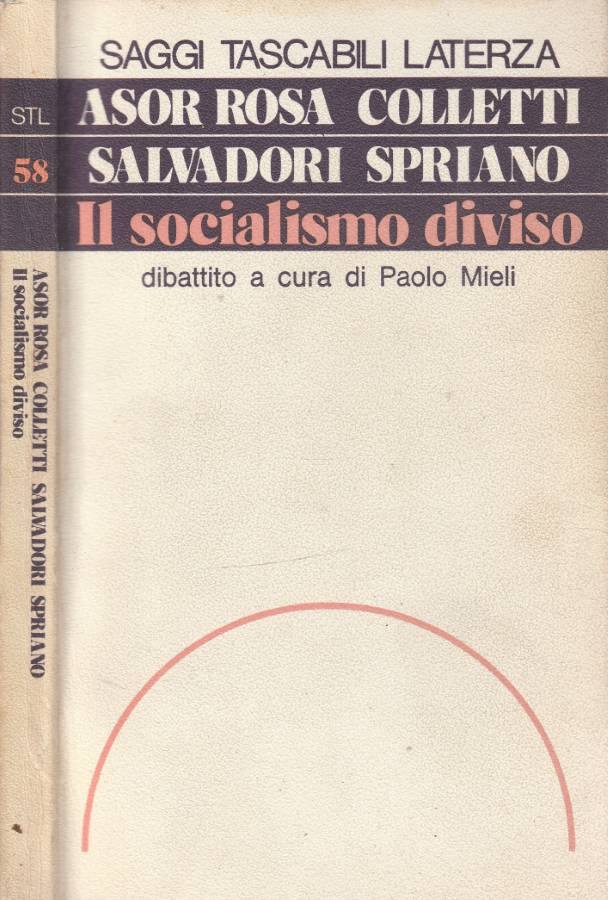 SAGGI TASCABILI LATERZA
STL
ASOR ROSA COLLETTI
58
SALVADORI SPRIANO
Il socialismo diviso
dibattito a cura di Paolo Mieli
ASOR ROSA COLLETTI SALVADORI SPRIANO
Il socialismo diviso